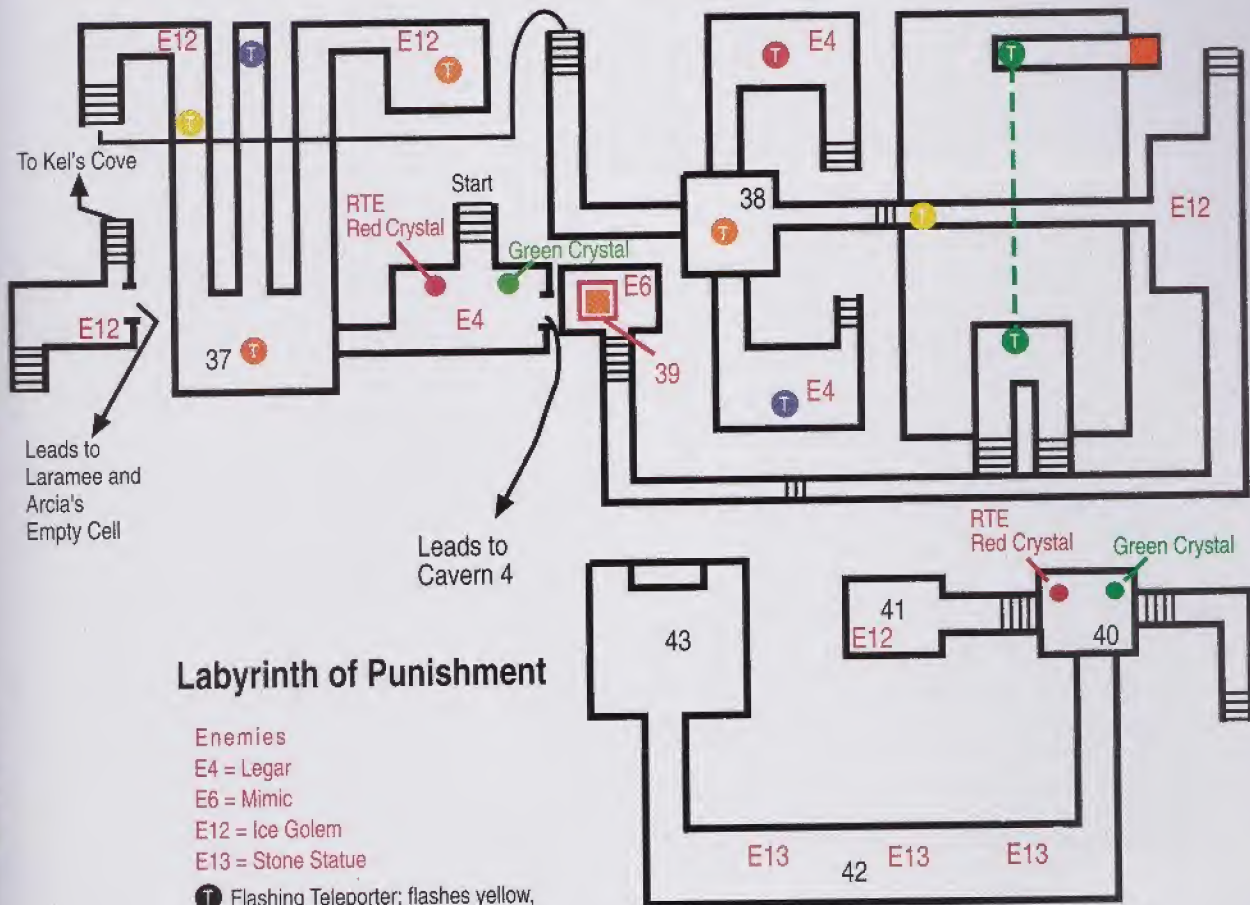 E12
T
E12
T
T
E4
T
T
To Kel's Cove
Start
RTE
Red Crystal
Green Crystal
38
T
T
E12
E12
E4
E6
37
T
39
T
T
E4
Leads to
Laramee and
Arcia's
Empty Cell
Leads to
Cavern 4
RTE
Red Crystal
Green Crystal
43
41
E12
40
Labyrinth of Punishment
Enemies
E4 = Legar
E6 = Mimic
E12 = Ice Golem
E13 = Stone Statue
T Flashing Teleporter: flashes yellow,
E13
E13
E13
42